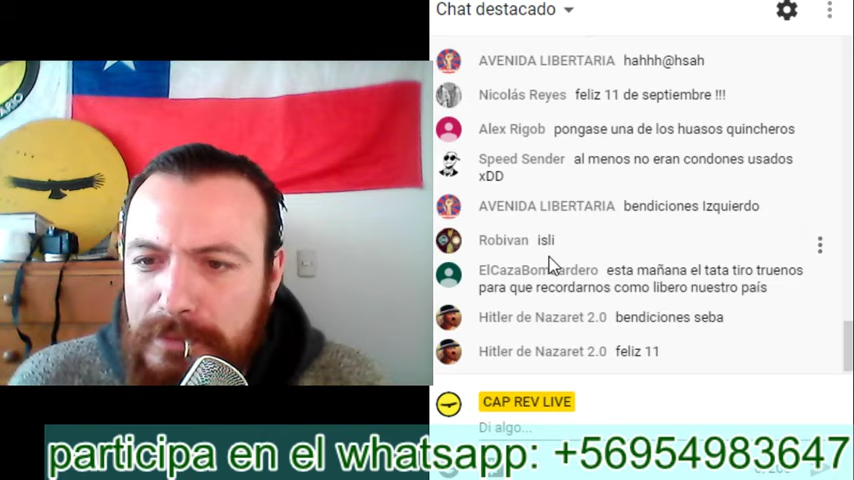 Chat destacado
AVENIDA LIBERTARIA hahhh@hsah
Nicolás Reyes feliz 11 de septiembre !!!
Alex Rigob pongase una de los huasos quincheros
Speed Sender al menos no eran condones usados
xDD
AVENIDA LIBERTARIA bendiciones Izquierdo
Robivan isli
esta mañana el tata tiro truenos
para que recordarnos como libero nuestro país
Hitler de Nazaret 2.0 bendiciones seba
Hitler de Nazaret 2.0 feliz 11
CAP REV LIVE
Di algo...
participa en el whatsapp: +56954983647